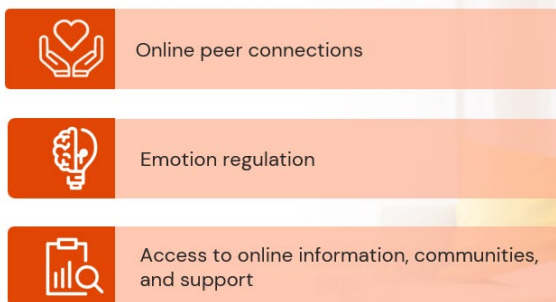 Online peer connections
Emotion regulation
Access to online information, communities,
and support